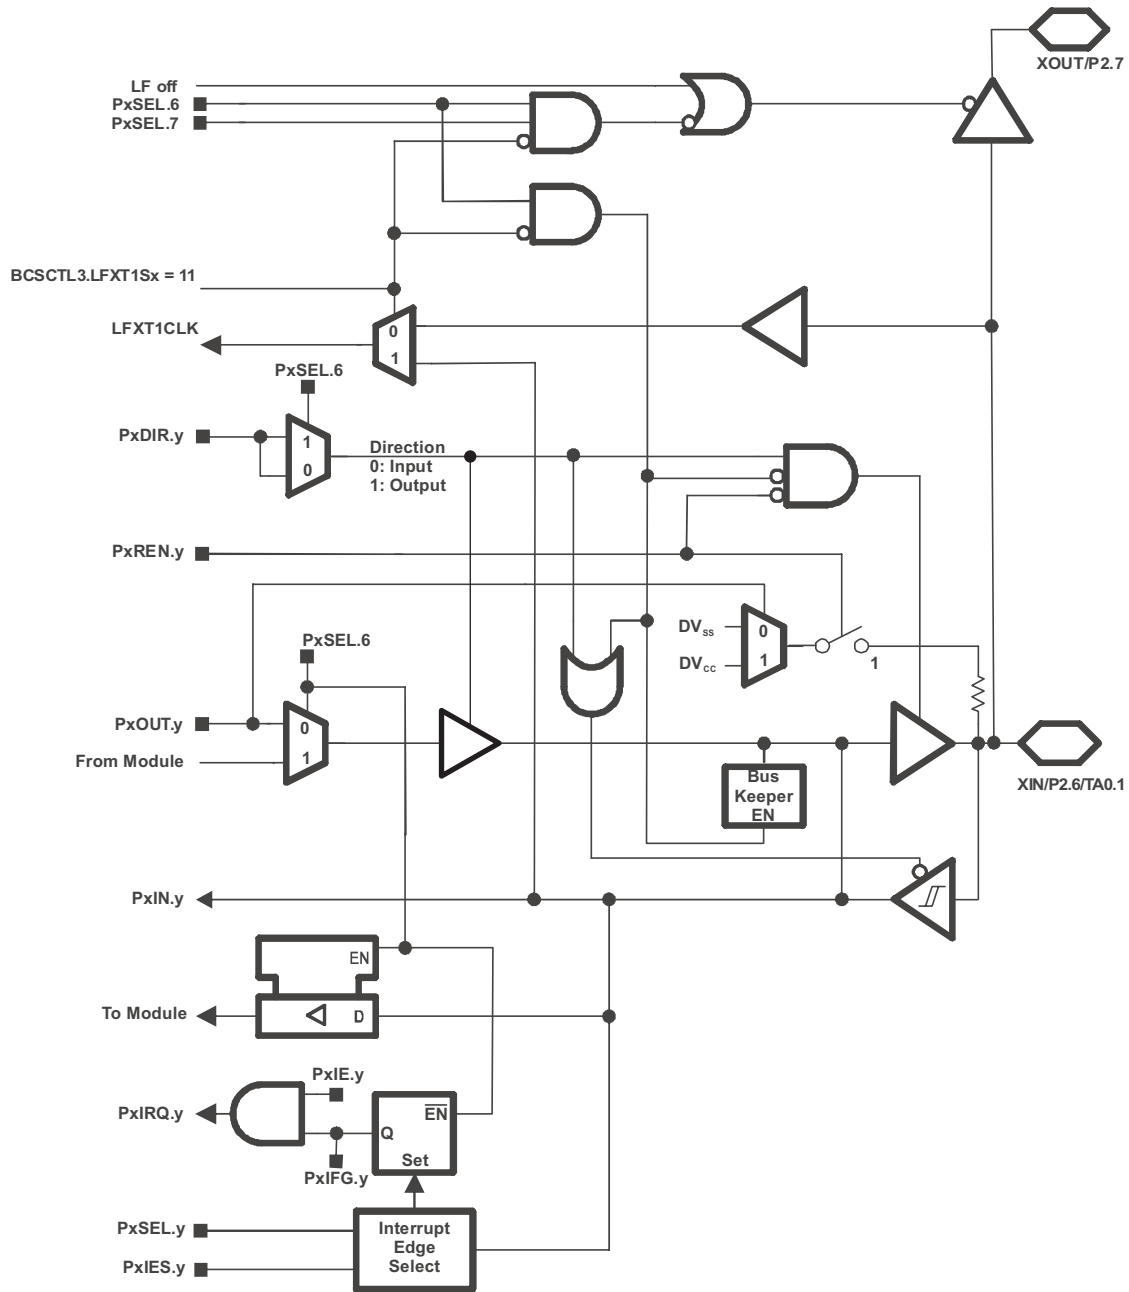 XOUT/P2.7
LF off
PxSEL.6
PxSEL.7
BCSCTL3.LFXT1Sx = 11
LFXT1CLK
0
1
PxSEL.6
PxDIR.y
1
0
Direction
0: Input
1: Output
PxREN.y
DVss
0
DVcc
1
1
PxSEL.6
PxOUT.y
0
From Module
1
Bus
Keeper
EN
XIN/P2.6/TA0.1
PxIN.y
EN
To Module
D
PxIE.y
PxIRQ.y
EN
Q
Set
PxIFG.y
PxSEL.y
PxIES.y
Interrupt
Edge
Select